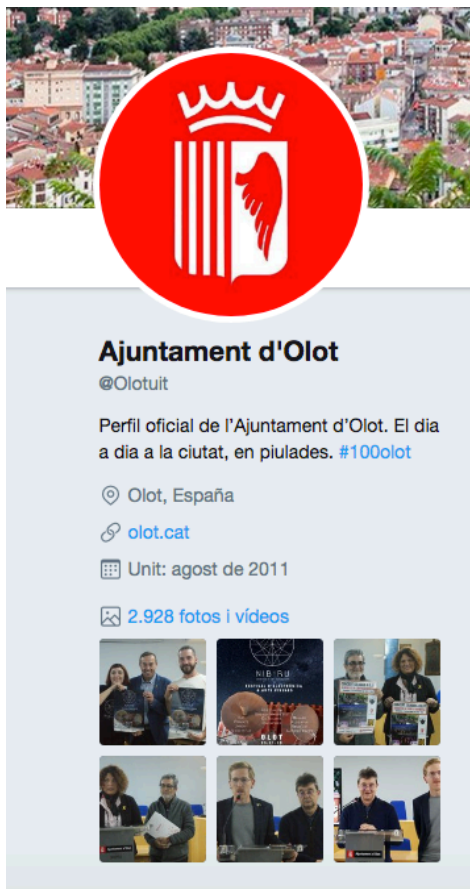 Ajuntament d'Olot
@Olotuit
Perfil oficial de l'Ajuntament d'Olot. El dia
a dia a la ciutat, en piulades. #100olot
Olot, España
olot.cat
Unit: agost de 2011
2.928 fotos i vídeos
NIBIRU
OLOT